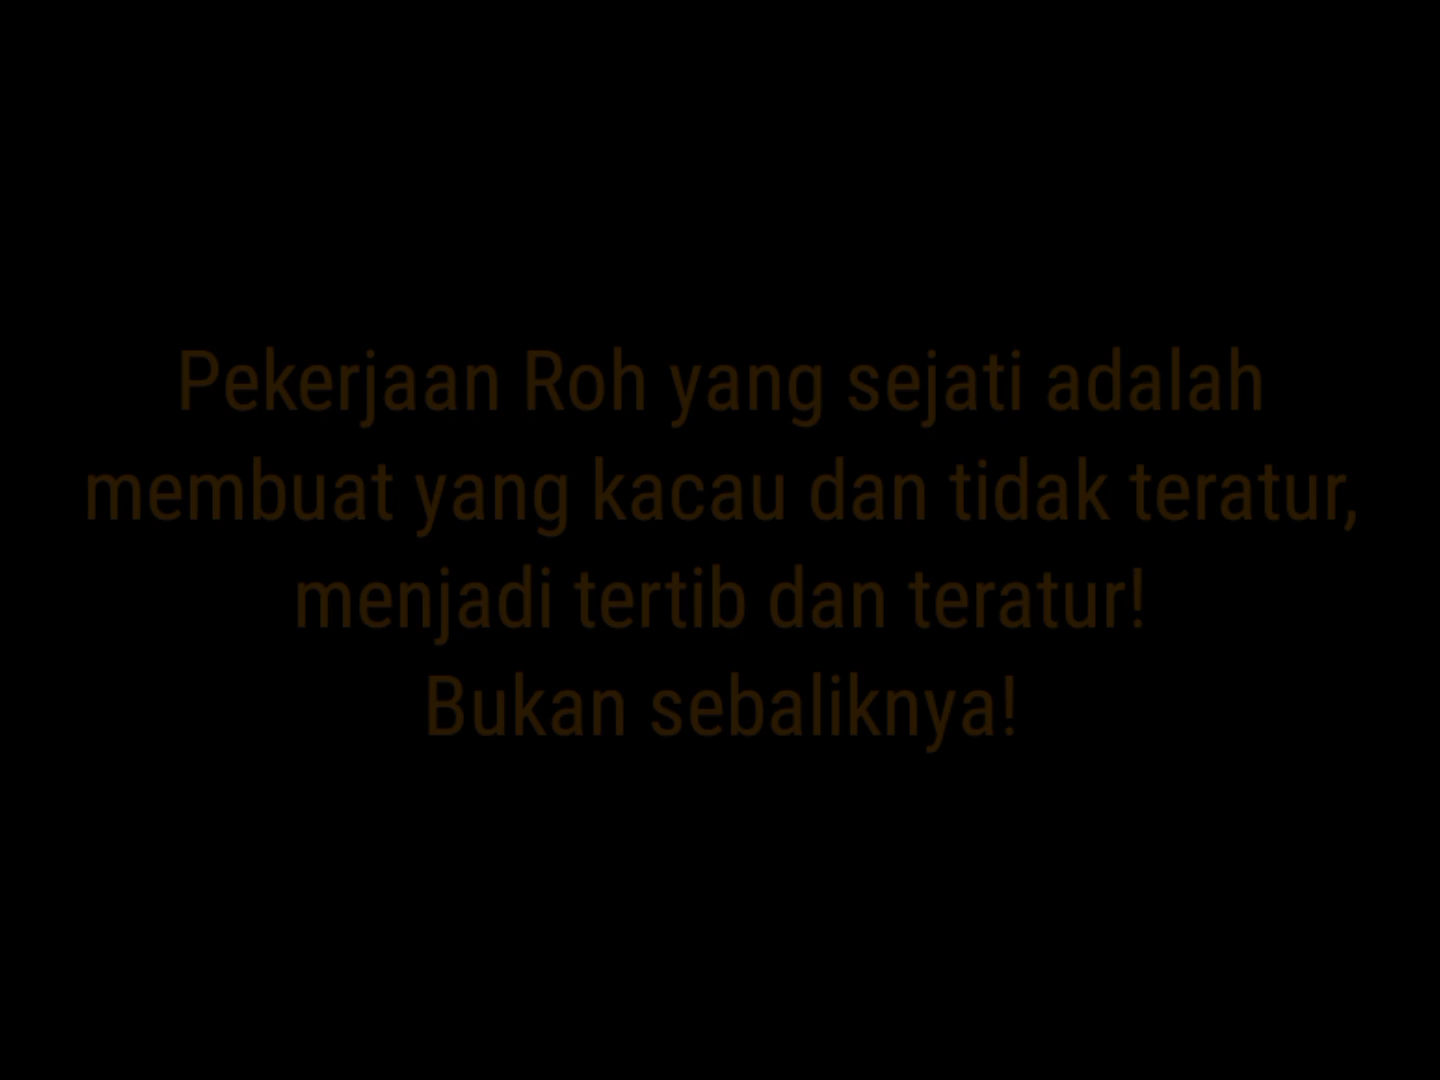 Pekerjaan Roh yang sejati adalah
membuat yang kacau dan tidak teratur,
menjadi tertib dan teratur!
Bukan sebaliknya!